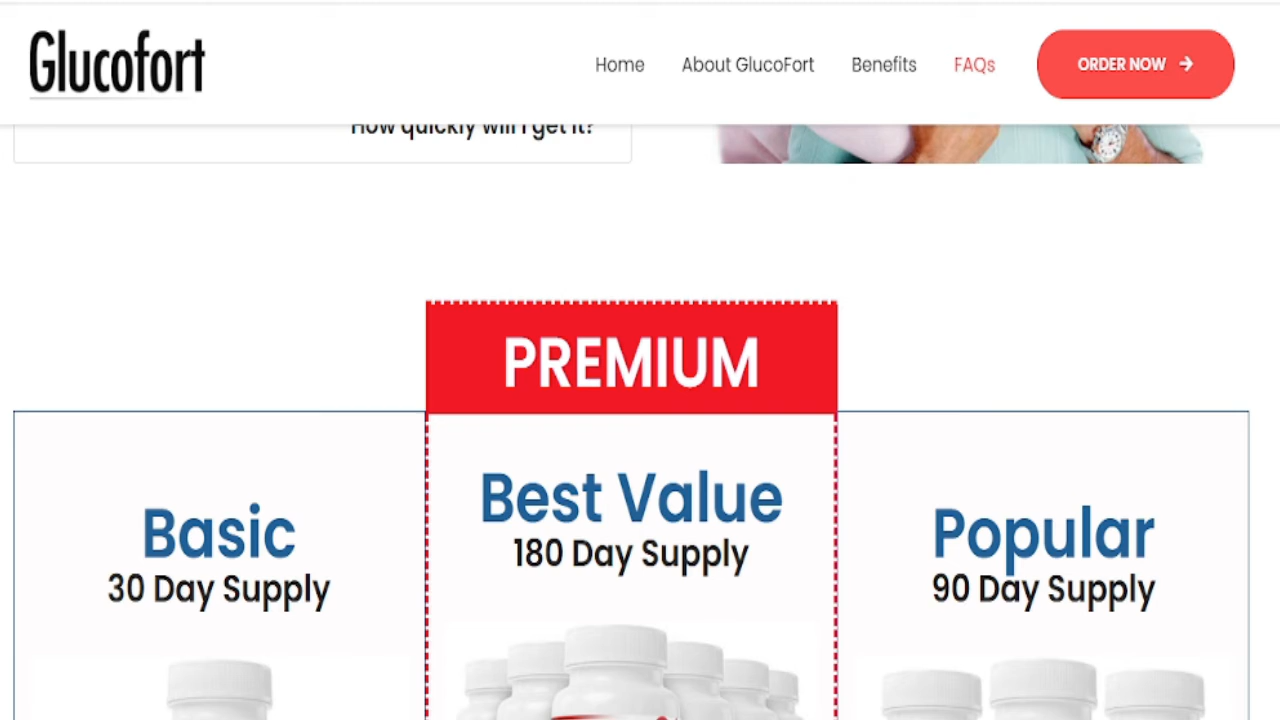 Glucofort
Home About GlucoFort Benefits FAQs ORDER NOW
How quickly will I get it?
PREMIUM
Basic
30 Day Supply
Best Value
180 Day Supply
Popular
90 Day Supply